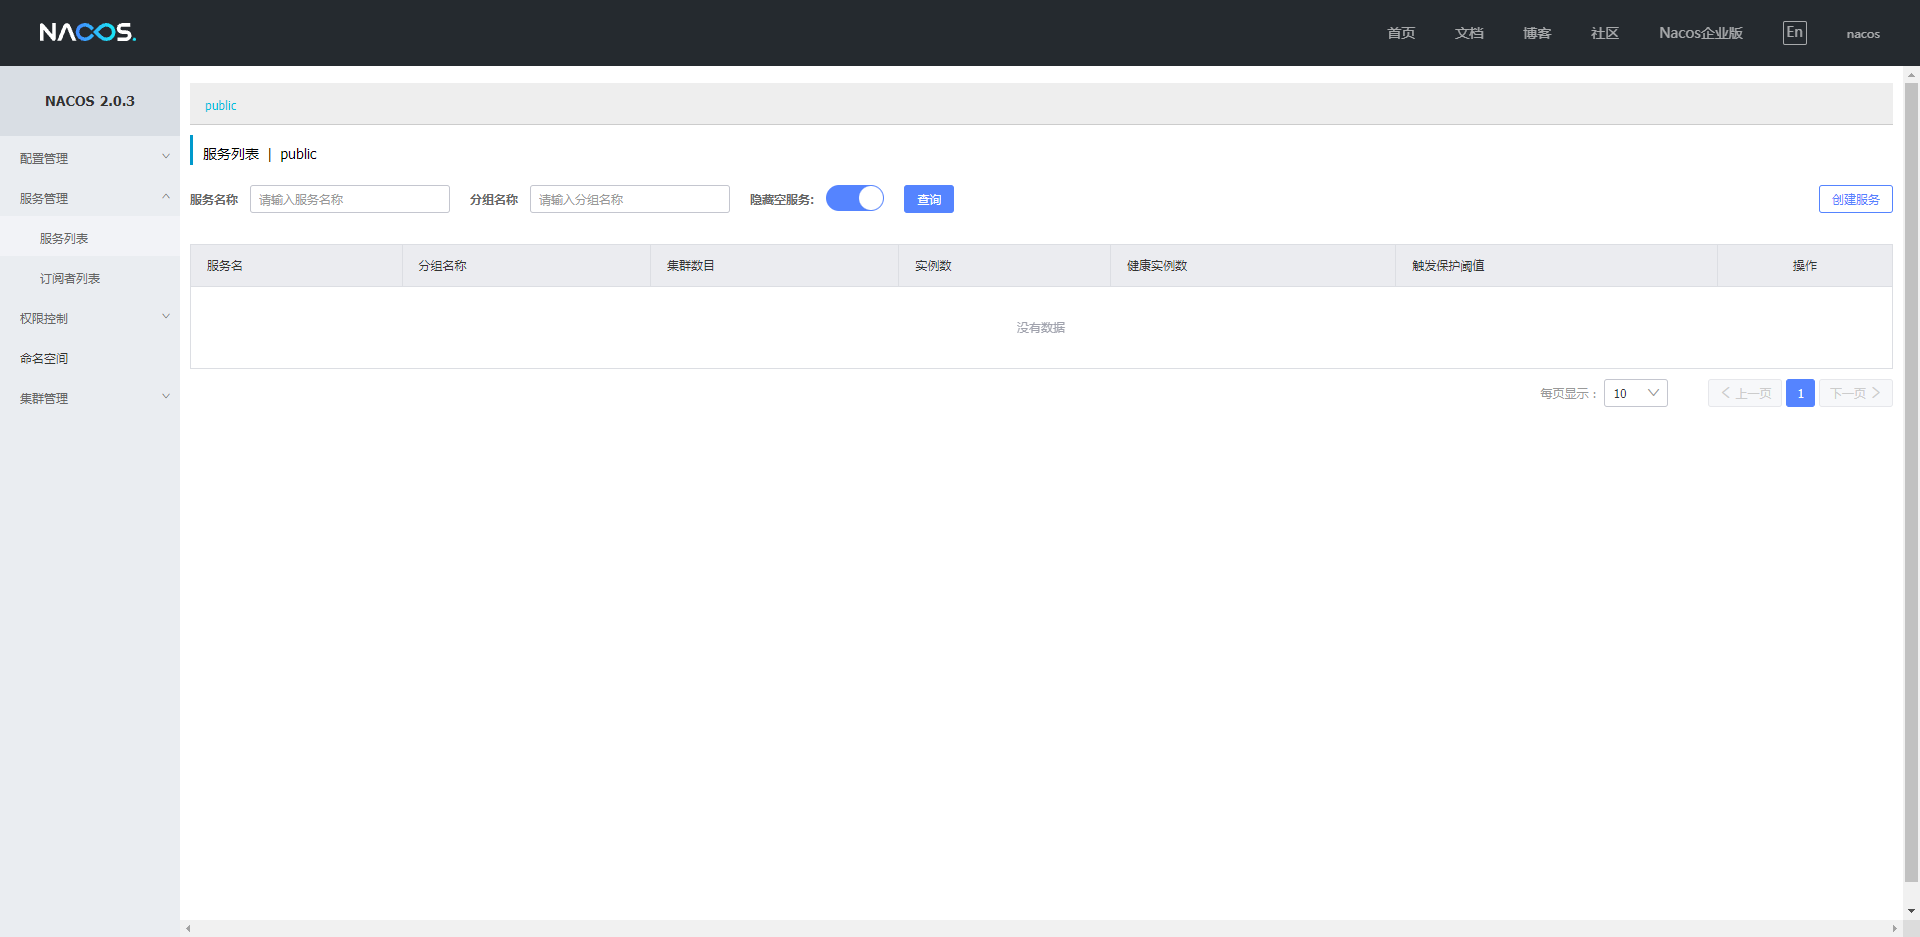 NACOS.
首页 文档 博客 社区 Nacos企业版 En nacos
NACOS 2.0.3
配置管理
服务管理
服务列表
订阅者列表
权限控制
命名空间
集群管理
public
服务列表 | public
服务名称 请输入服务名称 分组名称 请输入分组名称 隐藏空服务: 查询 创建服务
服务名 分组名称 集群数目 实例数 健康实例数 触发保护阈值 操作
没有数据
每页显示： 10 上一页 1 下一页